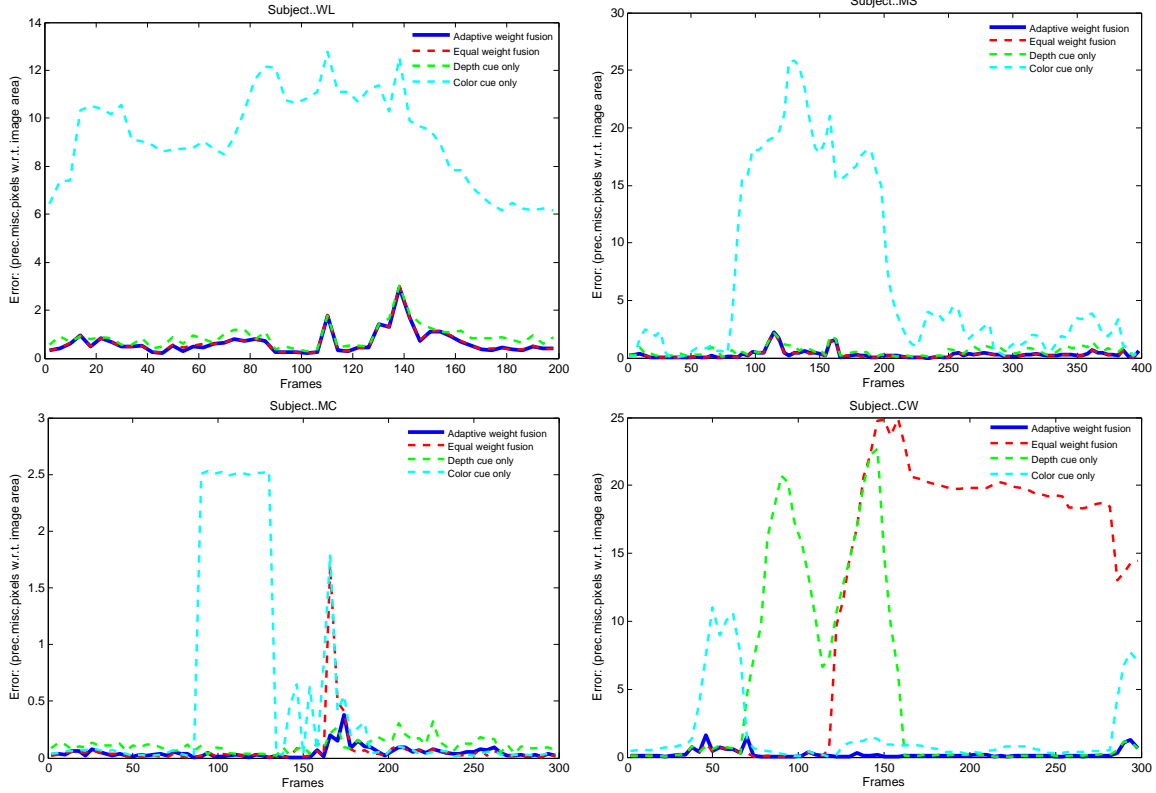 Subject..WL
14
12
10
8
6
4
2
0
Error: (prec.misc.pixels w.r.t. image area)
Adaptive weight fusion
Equal weight fusion
Depth cue only
Color cue only
0 20 40 60 80 100 120 140 160 180 200
Frames
Subject..MS
30
25
20
15
10
5
0
Error: (prec.misc.pixels w.r.t. image area)
Adaptive weight fusion
Equal weight fusion
Depth cue only
Color cue only
0 50 100 150 200 250 300 350 400
Frames
Subject..MC
3
2.5
2
1.5
1
0.5
0
Error: (prec.misc.pixels w.r.t. image area)
Adaptive weight fusion
Equal weight fusion
Depth cue only
Color cue only
0 50 100 150 200 250 300
Frames
Subject..CW
25
20
15
10
5
0
Error: (prec.misc.pixels w.r.t. image area)
Adaptive weight fusion
Equal weight fusion
Depth cue only
Color cue only
0 50 100 150 200 250 300
Frames